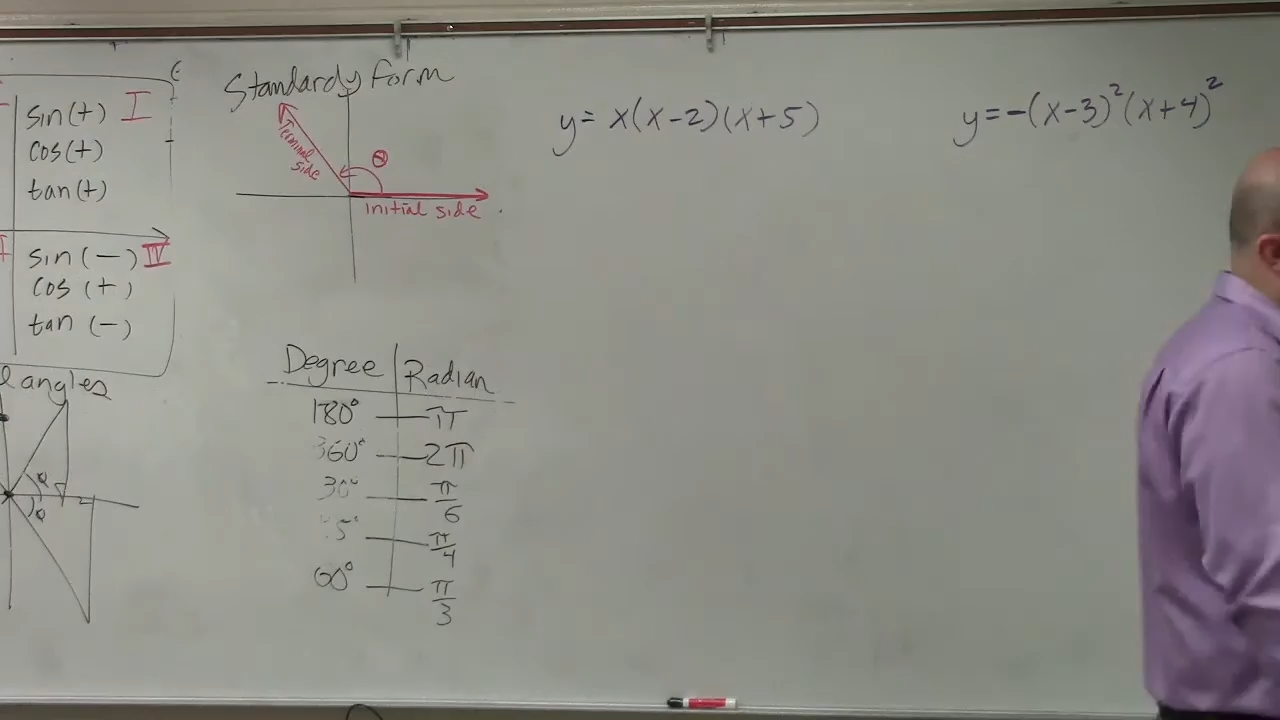 sin(+) I
cos(+)
tan(+)
sin(-) IV
cos (+)
tan (-)
angles
θ
θ
Standard form
y
Terminal side
θ
initial side
Degree Radian
180° π
360° 2π
30° π/6
5° π/4
60° π/3
y= x(x-2)(x+5)
y=-(x-3)²(x+4)²